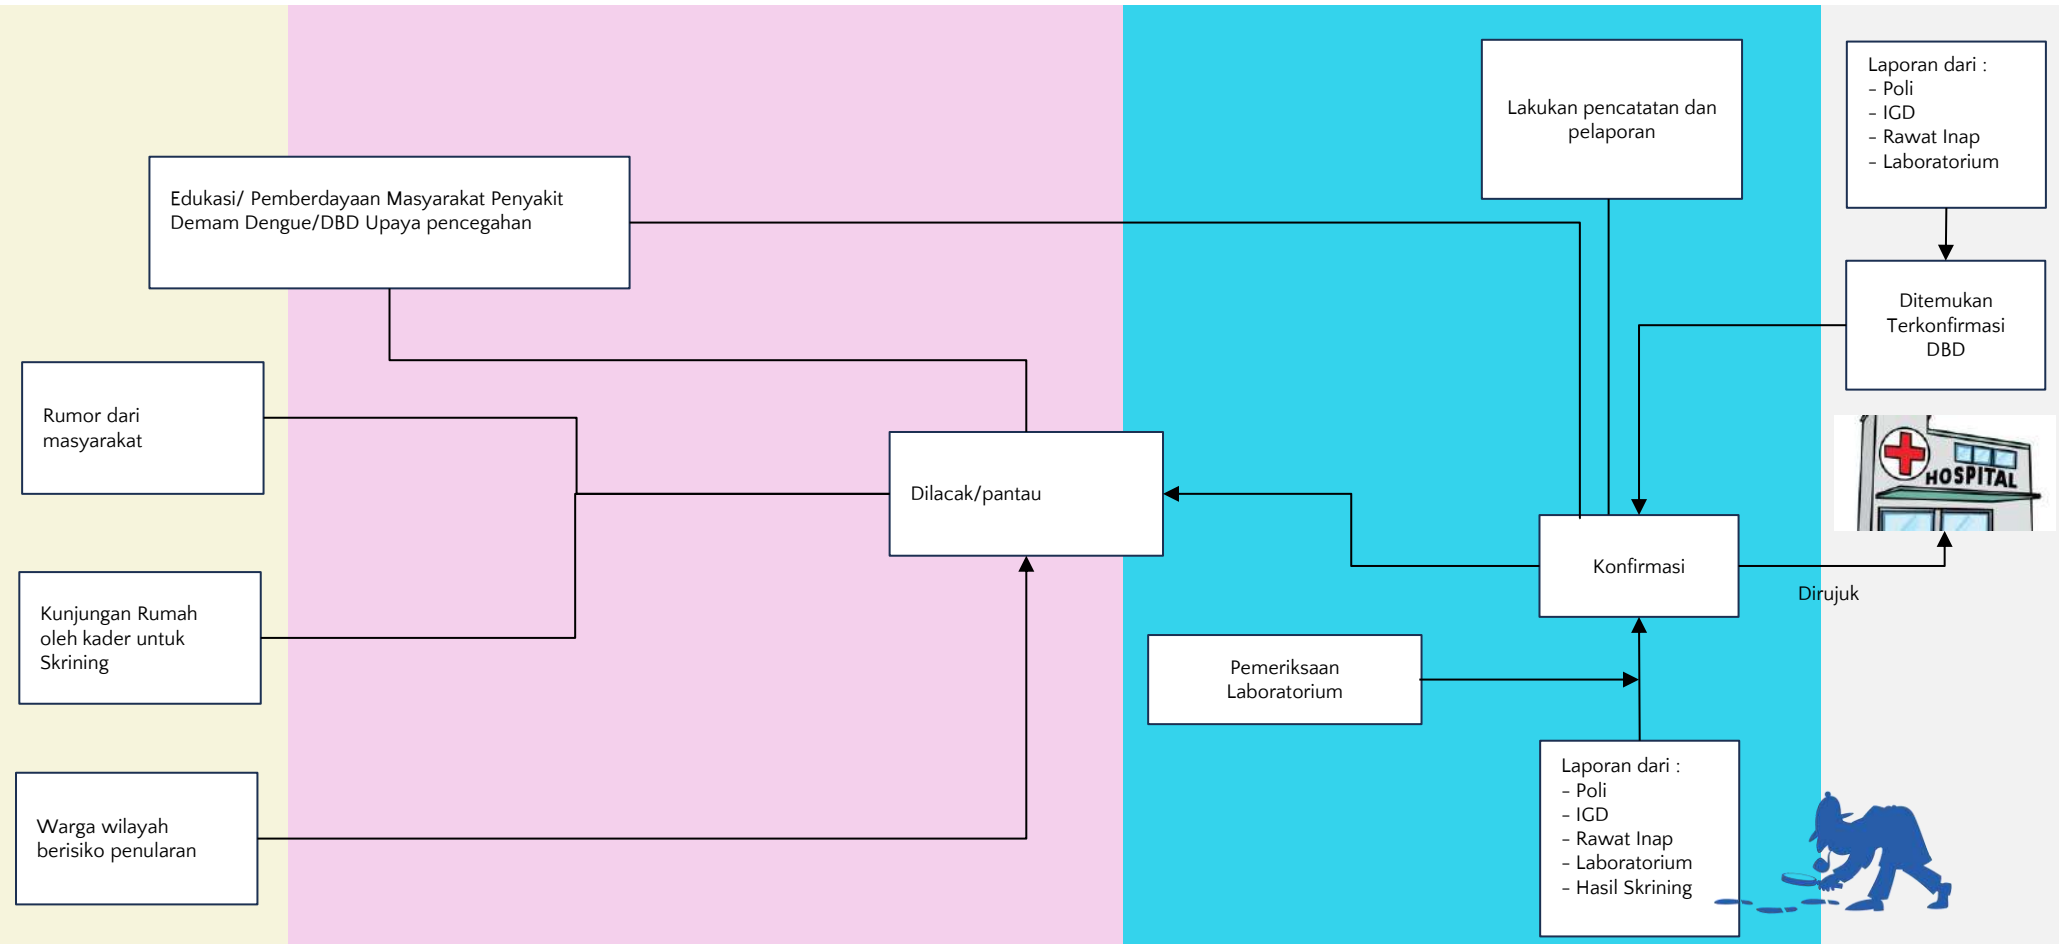 Edukasi/ Pemberdayaan Masyarakat Penyakit
Demam Dengue/DBD Upaya pencegahan
Rumor dari
masyarakat
Kunjungan Rumah
oleh kader untuk
Skrining
Warga wilayah
berisiko penularan
Dilacak/pantau
Lakukan pencatatan dan
pelaporan
Konfirmasi
Pemeriksaan
Laboratorium
Laporan dari :
- Poli
- IGD
- Rawat Inap
- Laboratorium
- Hasil Skrining
Laporan dari :
- Poli
- IGD
- Rawat Inap
- Laboratorium
Ditemukan
Terkonfirmasi
DBD
HOSPITAL
Dirujuk